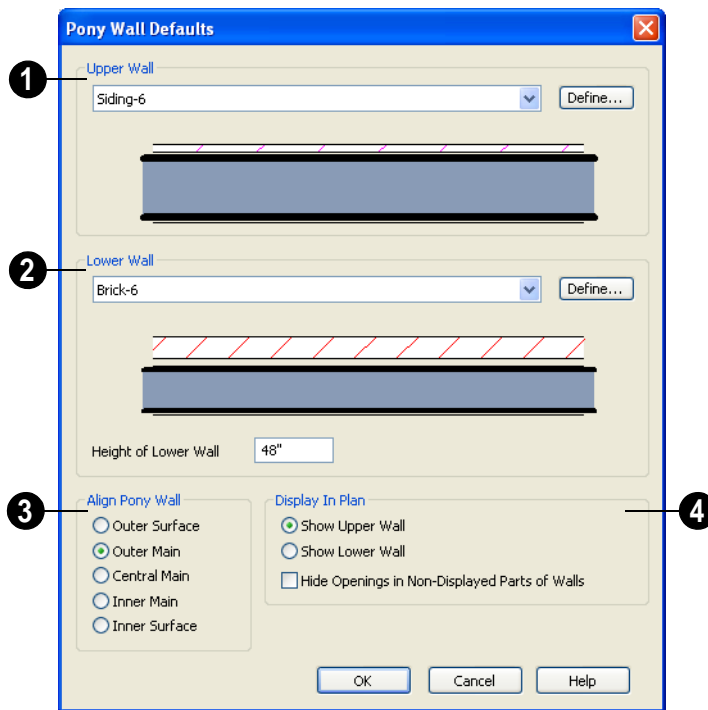 Pony Wall Defaults
1
Upper Wall
Siding-6
Define...
2
Lower Wall
Brick-6
Define...
Height of Lower Wall
48"
3
Align Pony Wall
Outer Surface
Outer Main
Central Main
Inner Main
Inner Surface
Display In Plan
4
Show Upper Wall
Show Lower Wall
Hide Openings in Non-Displayed Parts of Walls
OK
Cancel
Help